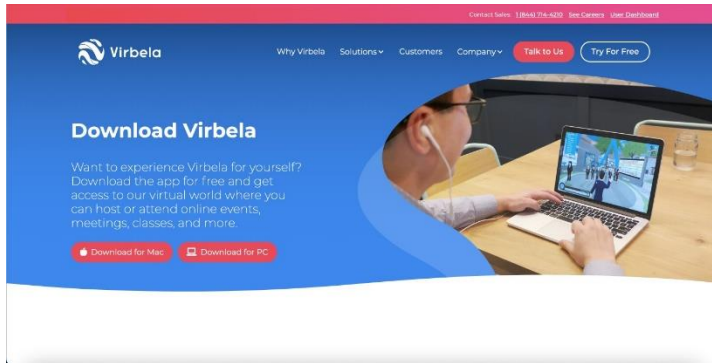 Contact Sales: 1 (844) 714-4210 See Careers User Dashboard
Virbela Why Virbela Solutions Customers Company Talk to Us Try For Free
Download Virbela
Want to experience Virbela for yourself?
Download the app for free and get
access to our virtual world where you
can host or attend online events,
meetings, classes, and more.
Download for Mac Download for PC